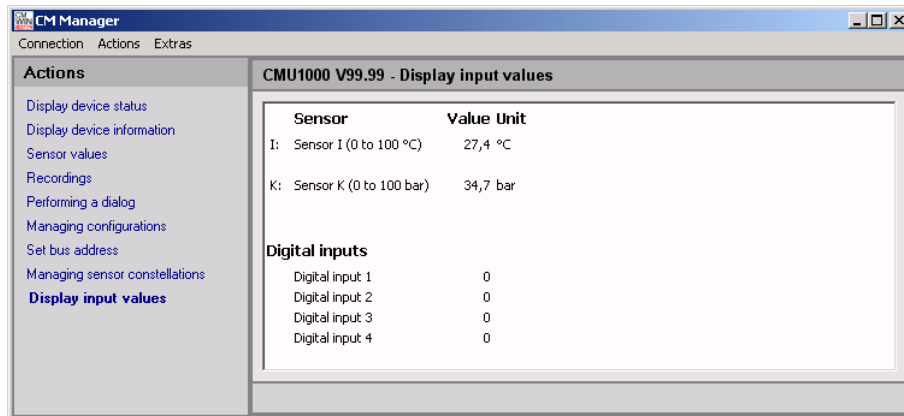 CM WIN CM Manager
Connection Actions Extras
Actions
Display device status
Display device information
Sensor values
Recordings
Performing a dialog
Managing configurations
Set bus address
Managing sensor constellations
Display input values
CMU1000 V99.99 - Display input values
Sensor Value Unit
I: Sensor I (0 to 100 °C) 27,4 °C
K: Sensor K (0 to 100 bar) 34,7 bar
Digital inputs
Digital input 1 0
Digital input 2 0
Digital input 3 0
Digital input 4 0